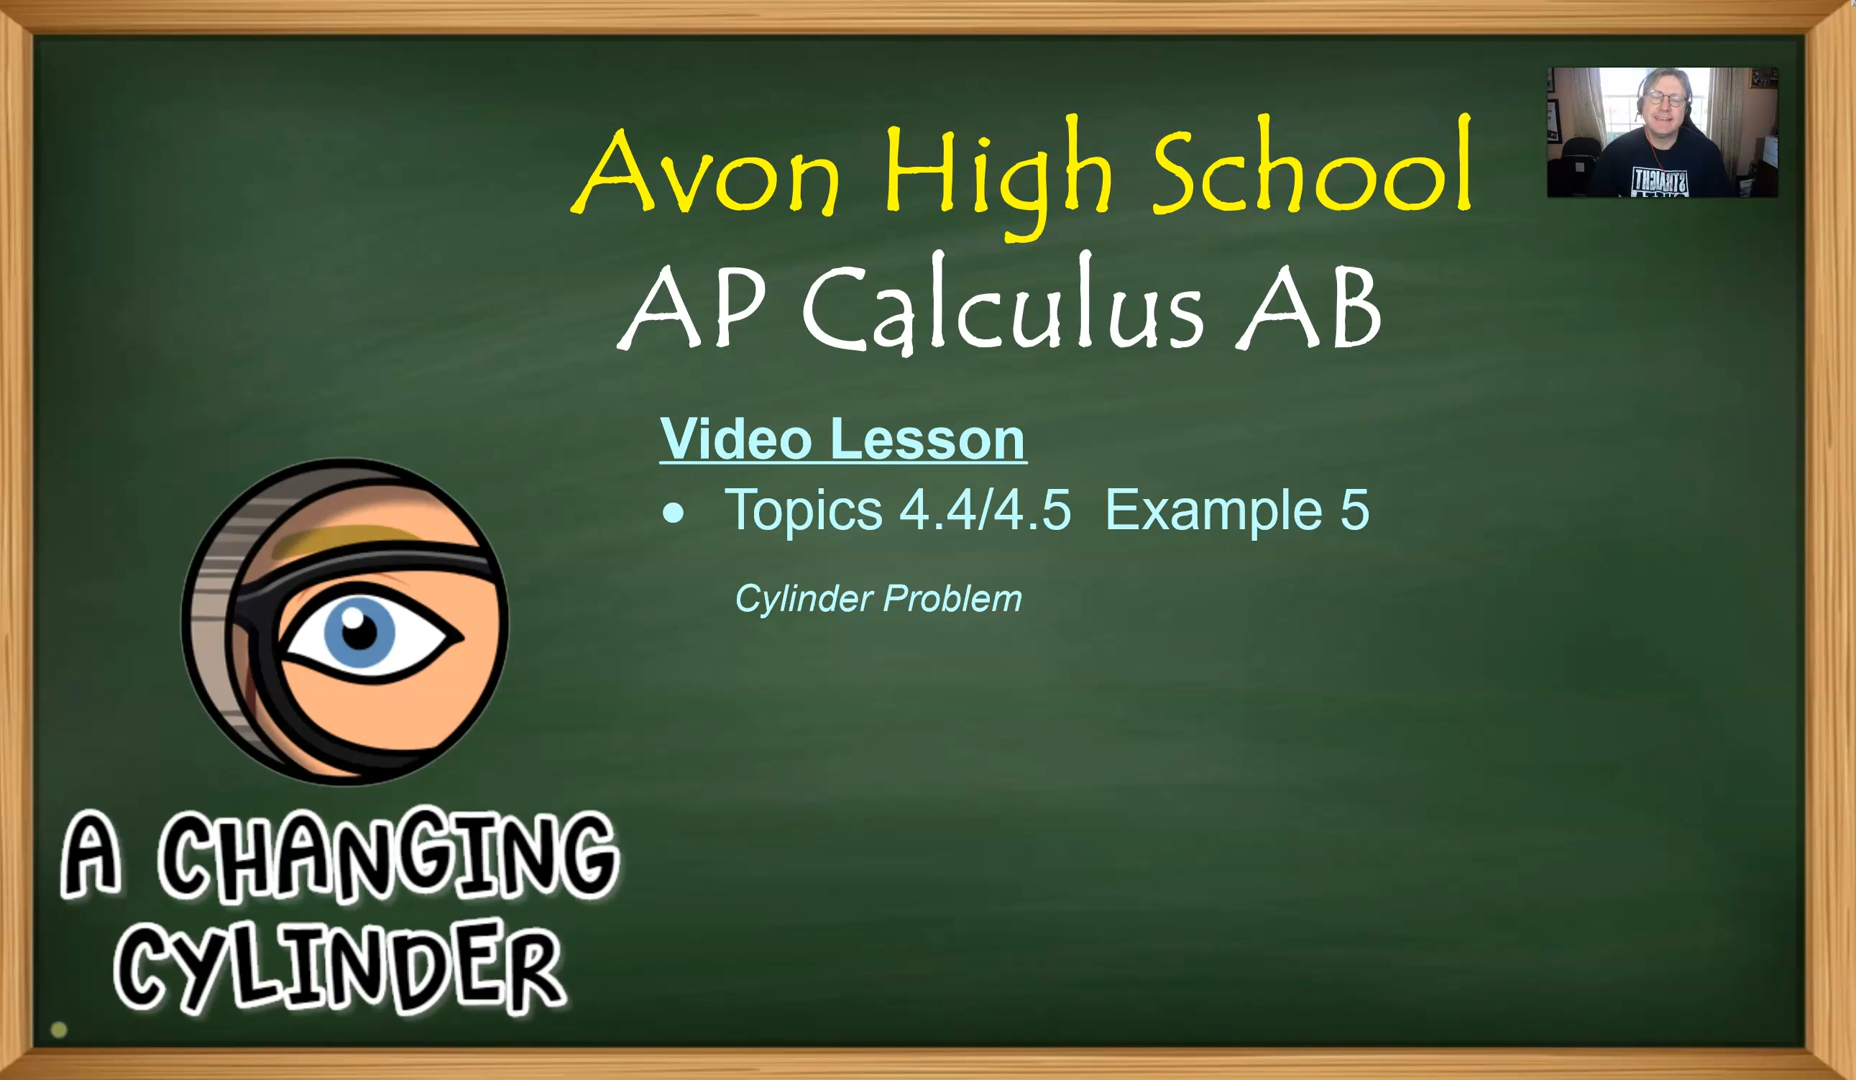 Avon High School
AP Calculus AB
Video Lesson
• Topics 4.4/4.5 Example 5
Cylinder Problem
A CHANGING
CYLINDER
STRAIGHT